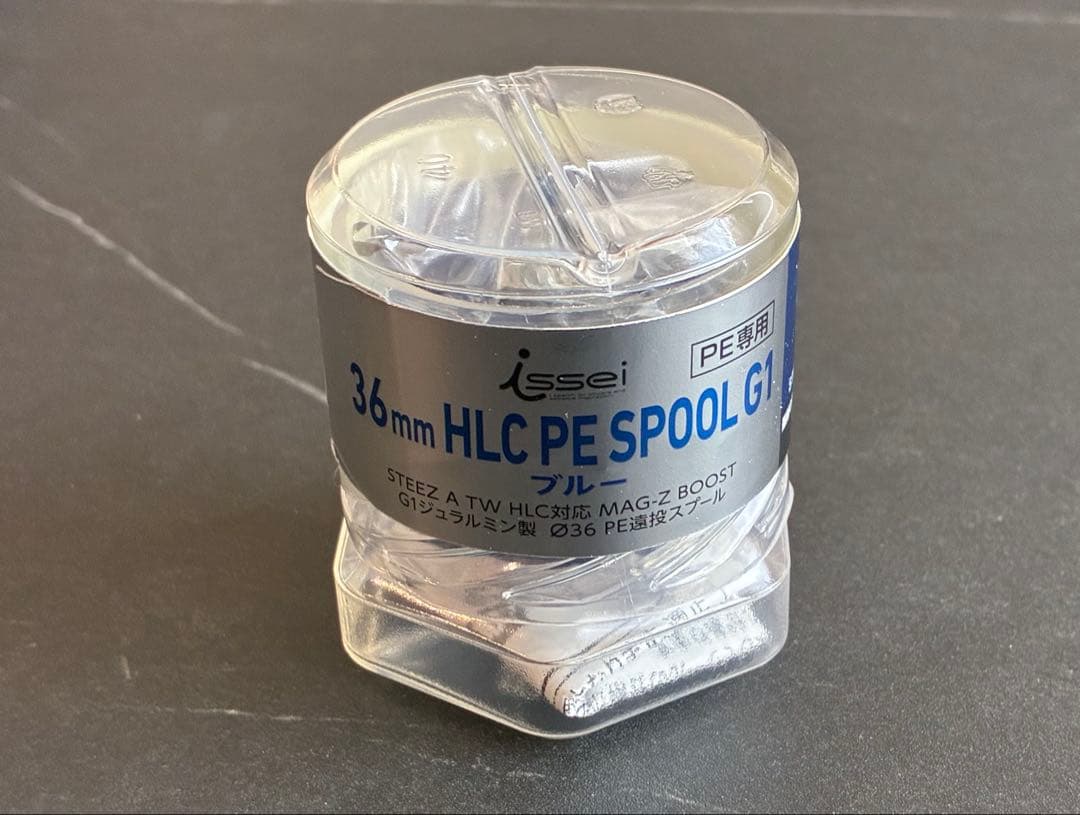 PE専用
issei
36mm HLC PE SPOOL G1
ブルー
STEEZ A TW HLC対応 MAG-Z BOOST
G1ジュラルミン製 Ø36 PE遠投スプール
40